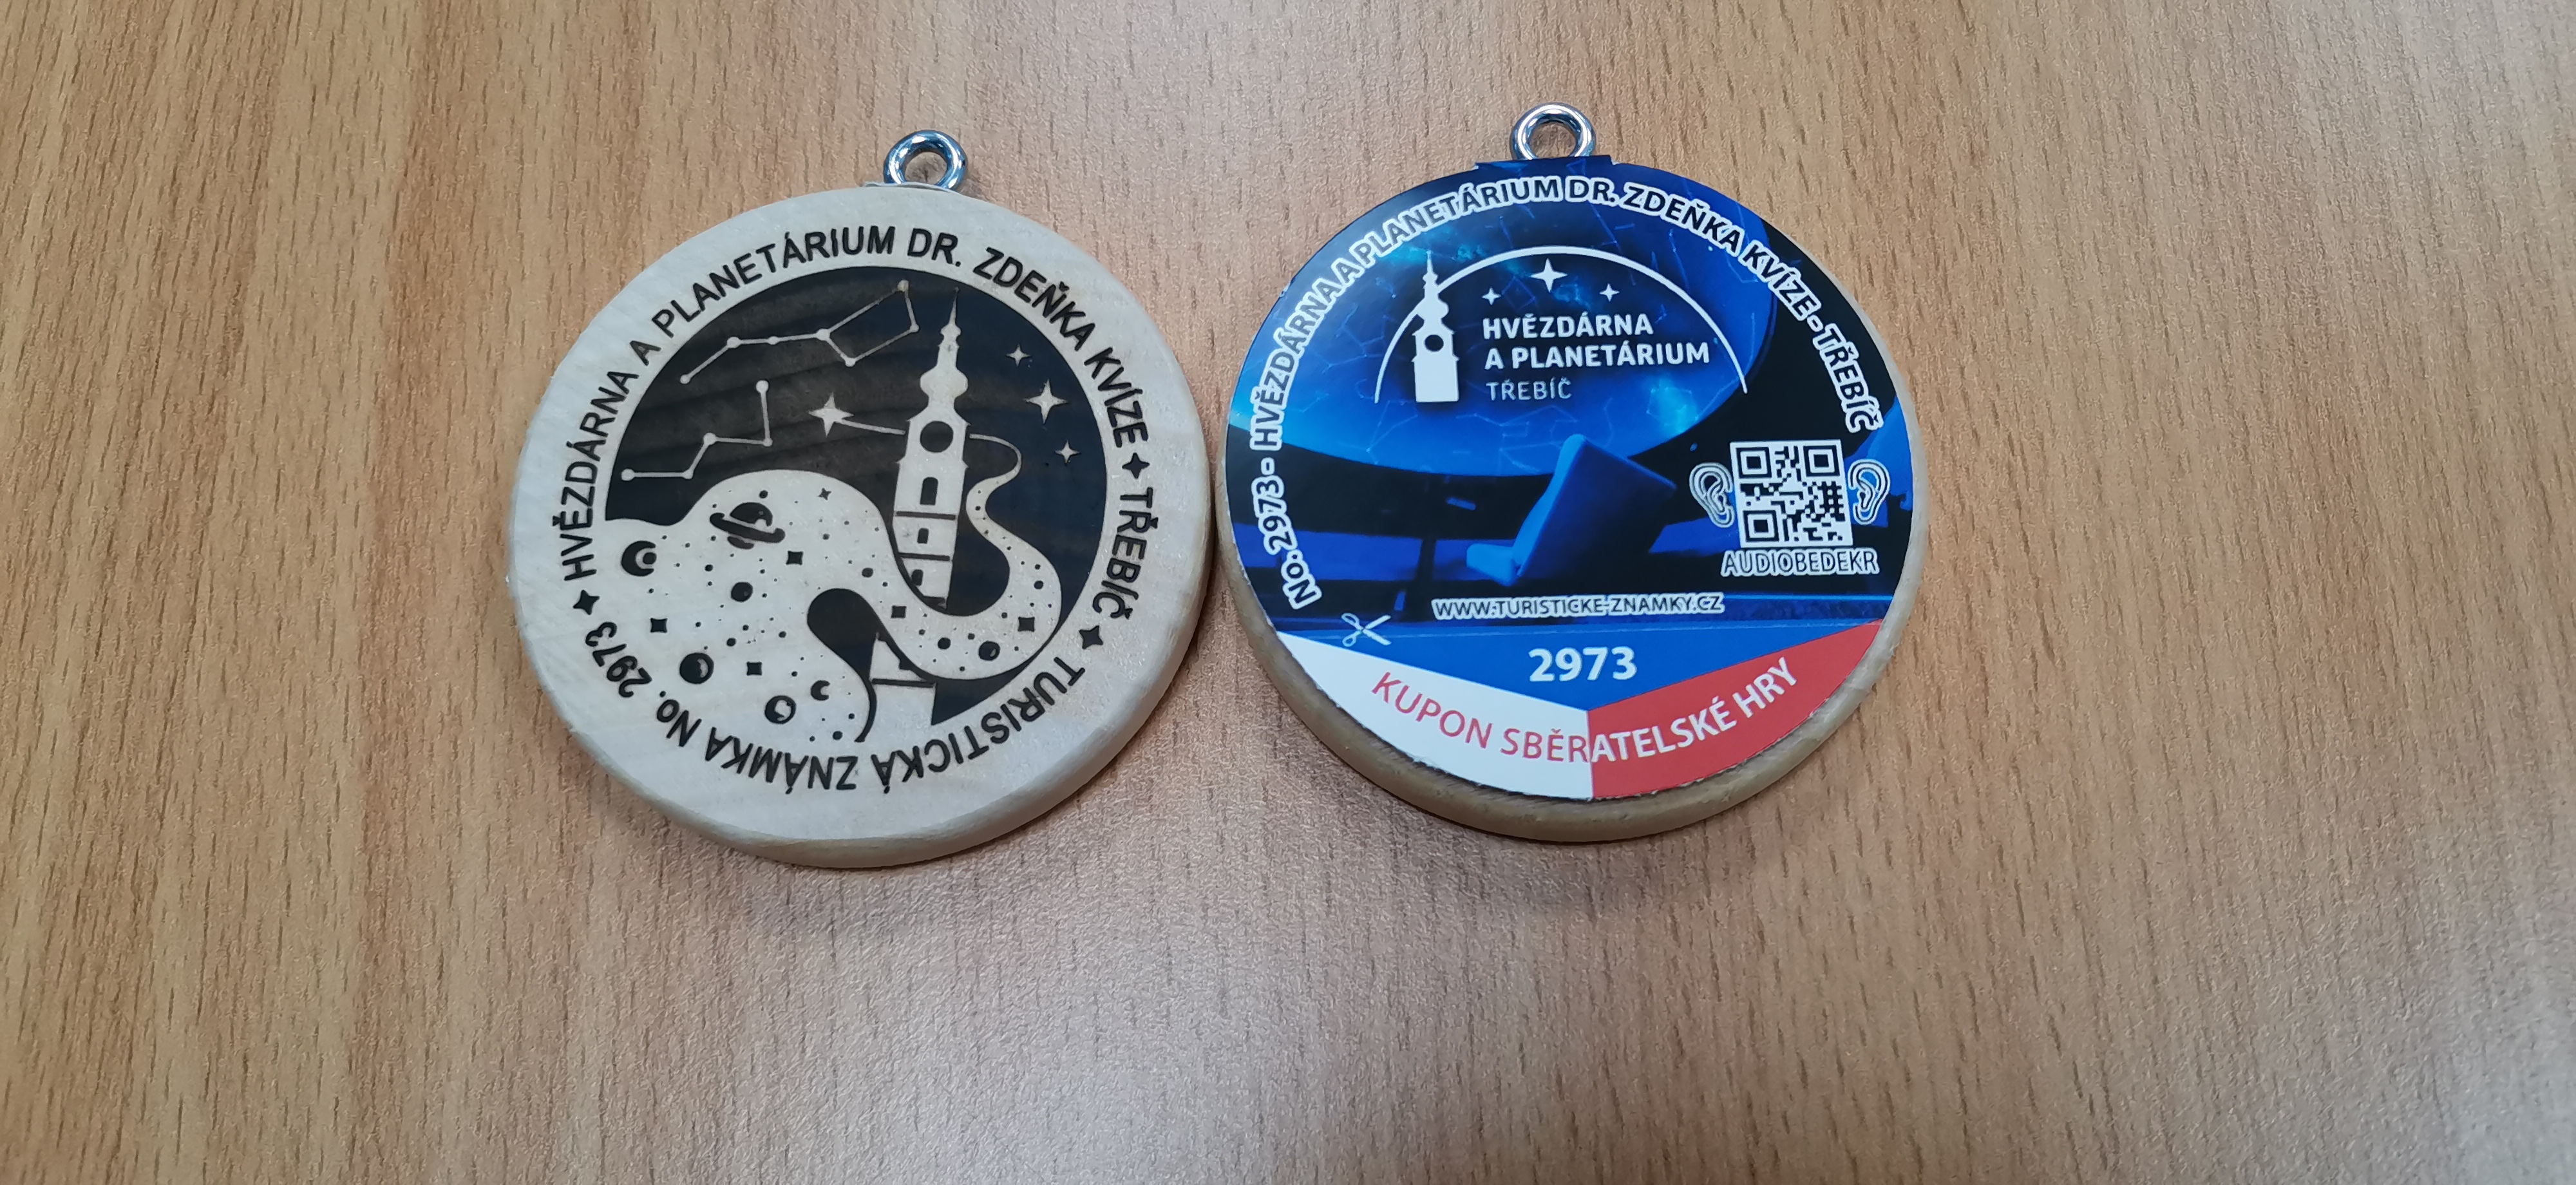 HVĚZDÁRNA A PLANETÁRIUM DR. ZDEŇKA KVÍZE ✦ TŘEBÍČ ✦ TURISTICKÁ ZNÁMKA No. 2973 ✦
No. 2973 - HVĚZDÁRNA A PLANETÁRIUM DR. ZDEŇKA KVÍZE - TŘEBÍČ
HVĚZDÁRNA
A PLANETÁRIUM
TŘEBÍČ
AUDIOBEDEKR
WWW.TURISTICKE-ZNAMKY.CZ
2973
KUPON SBĚRATELSKÉ HRY